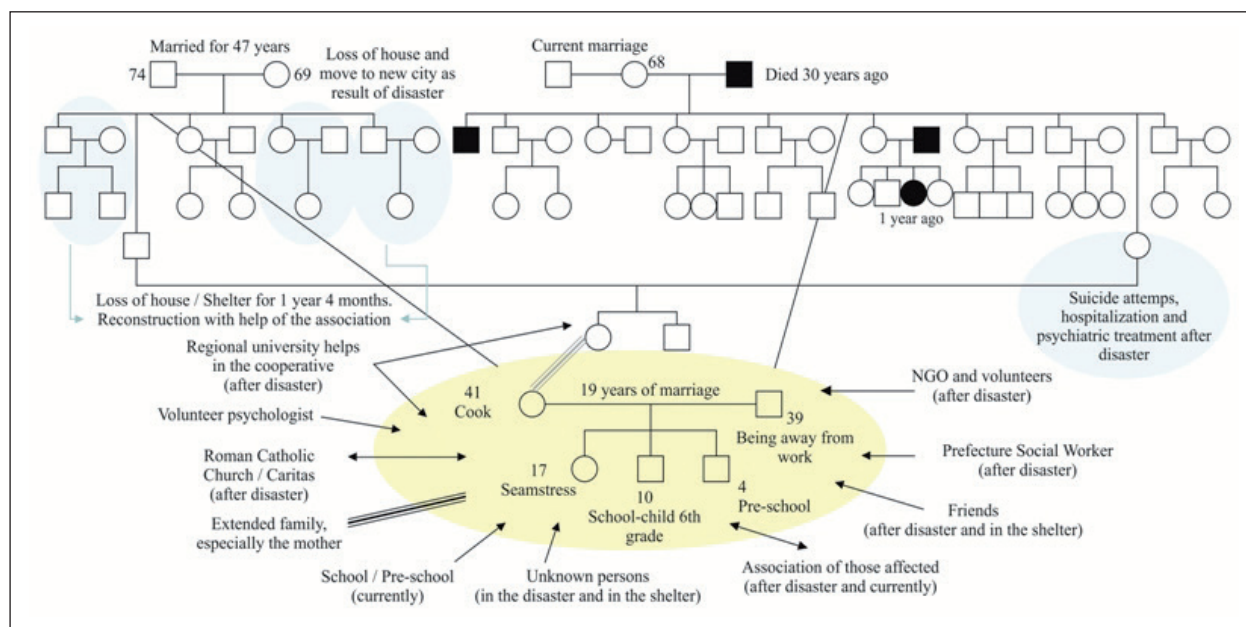 Married for 47 years
74
69
Loss of house and
move to new city as
result of disaster
Current marriage
68
Died 30 years ago
1 year ago
Loss of house / Shelter for 1 year 4 months.
Reconstruction with help of the association
Suicide attemps,
hospitalization and
psychiatric treatment after
disaster
Regional university helps
in the cooperative
(after disaster)
Volunteer psychologist
Roman Catholic
Church / Caritas
(after disaster)
Extended family,
especially the mother
School / Pre-school
(currently)
Unknown persons
(in the disaster and in the shelter)
41
Cook
19 years of marriage
39
Being away from
work
17
Seamstress
10
School-child 6th
grade
4
Pre-school
NGO and volunteers
(after disaster)
Prefecture Social Worker
(after disaster)
Friends
(after disaster and in the shelter)
Association of those affected
(after disaster and currently)